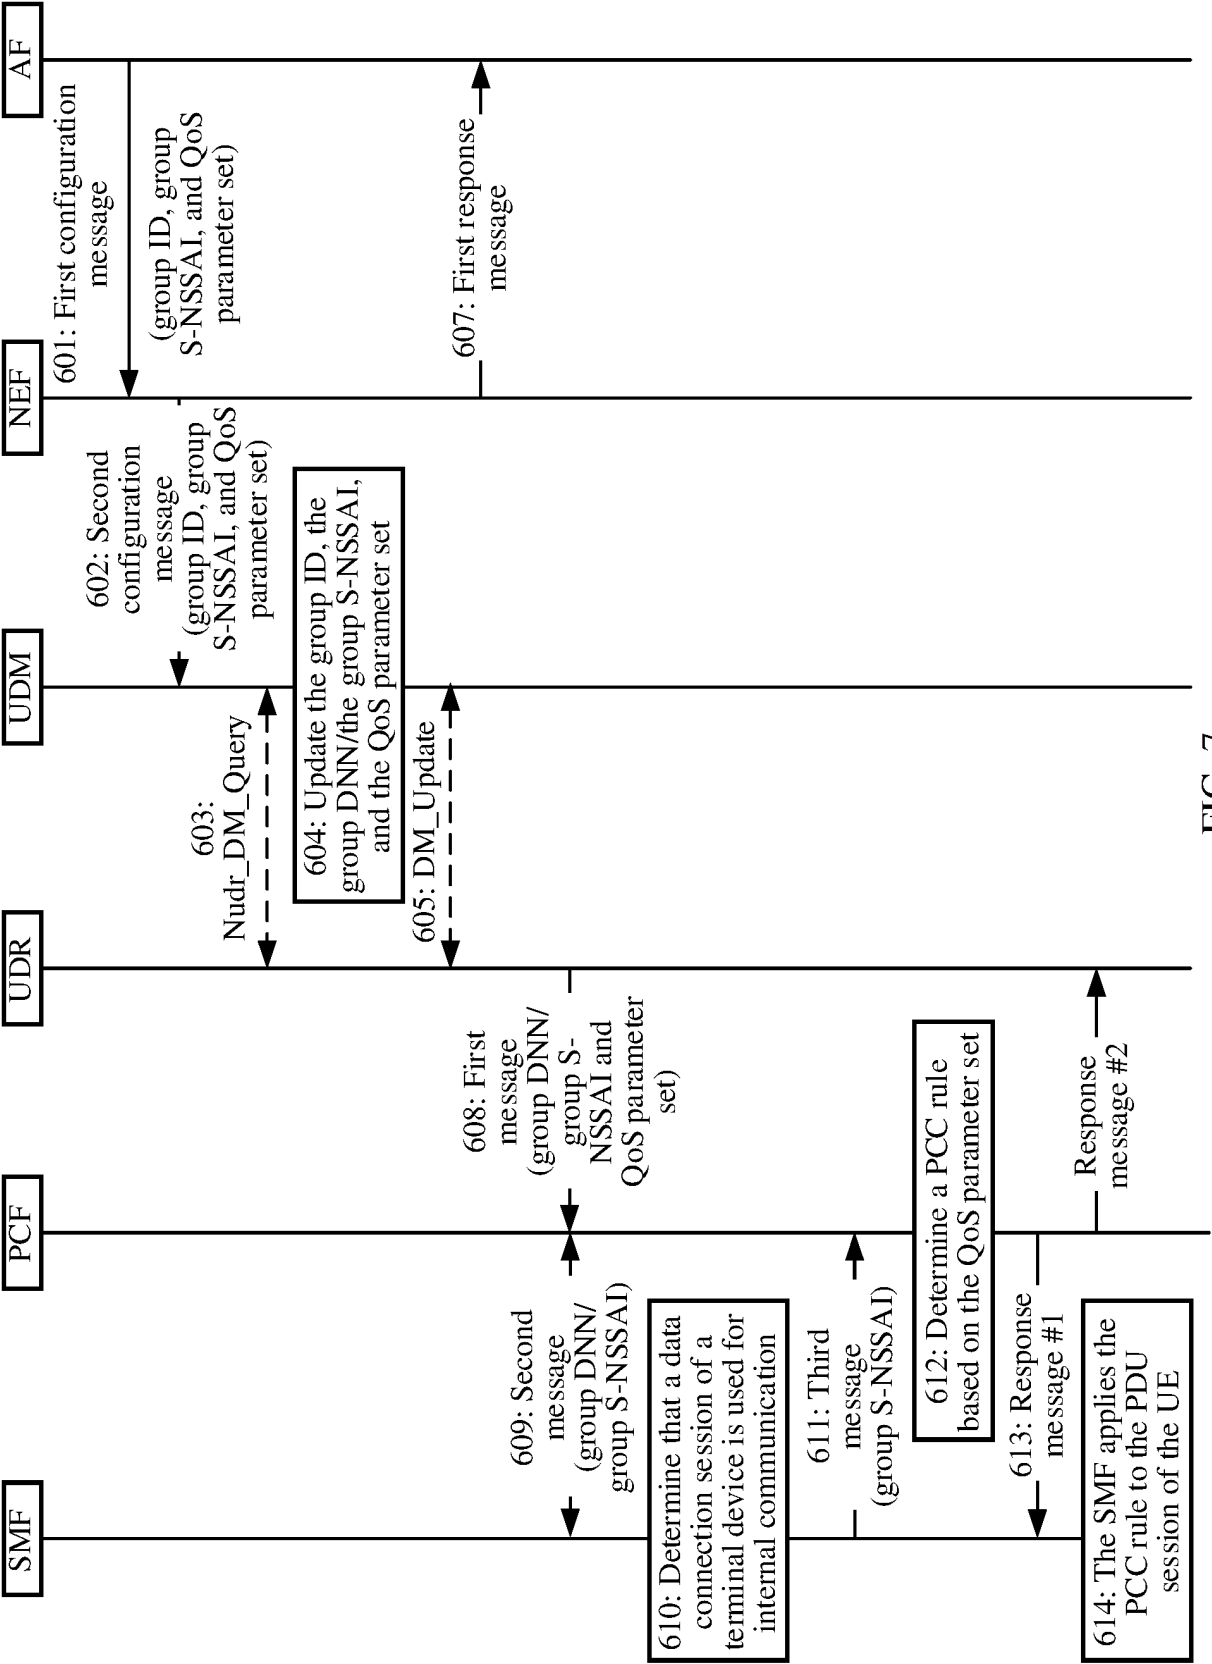 SMF
PCF
UDR
UDM
NEF
AF
601: First configuration
message
(group ID, group
S-NSSAI, and QoS
parameter set)
602: Second
configuration
message
(group ID, group
S-NSSAI, and QoS
parameter set)
603:
Nudr_DM_Query
604: Update the group ID, the
group DNN/the group S-NSSAI,
and the QoS parameter set
605: DM_Update
607: First response
message
608: First
message
(group DNN/
group S-
NSSAI and
QoS parameter
set)
609: Second
message
(group DNN/
group S-NSSAI)
610: Determine that a data
connection session of a
terminal device is used for
internal communication
611: Third
message
(group S-NSSAI)
612: Determine a PCC rule
based on the QoS parameter set
613: Response
message #1
Response
message #2
614: The SMF applies the
PCC rule to the PDU
session of the UE